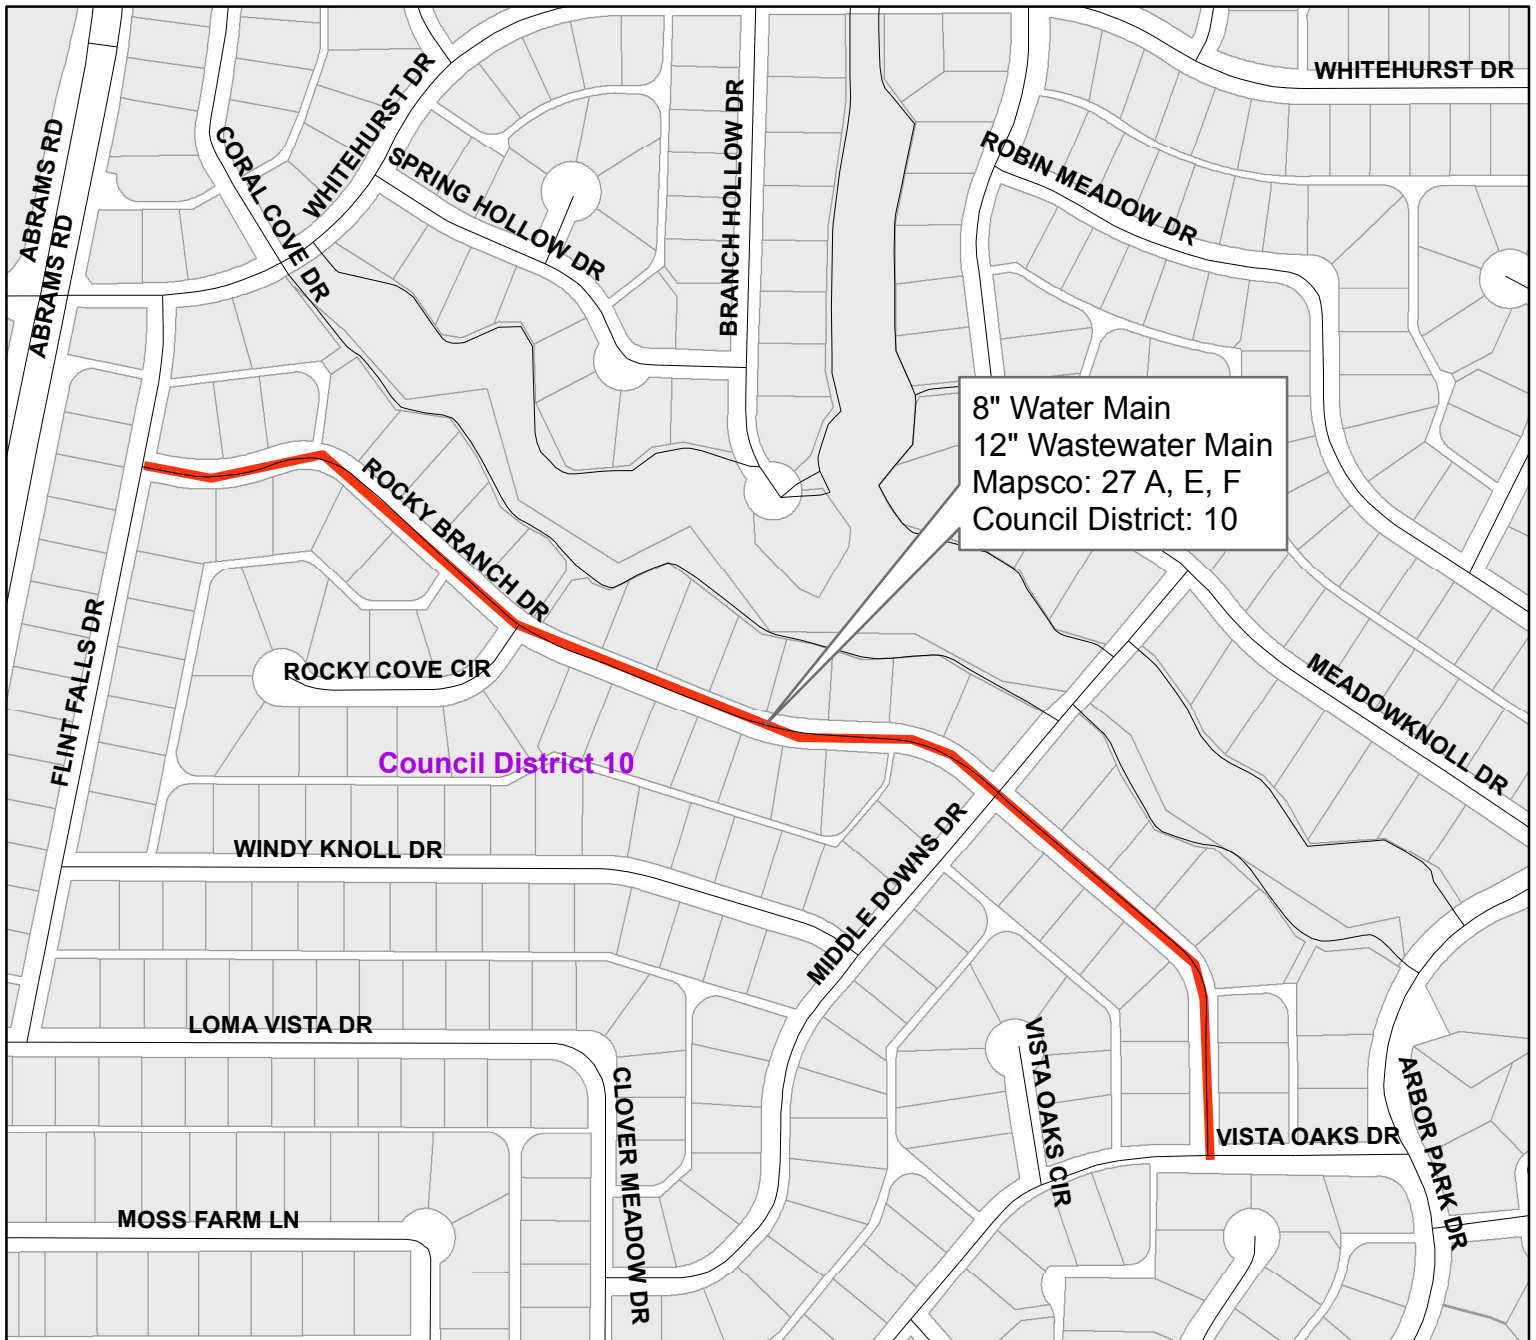 WHITEHURST DR
WHITEHURST DR
ABRAMS RD
ABRAMS RD
CORAL COVE DR
SPRING HOLLOW DR
BRANCH HOLLOW DR
ROBIN MEADOW DR
8" Water Main
12" Wastewater Main
Mapsco: 27 A, E, F
Council District: 10
ROCKY BRANCH DR
ROCKY COVE CIR
FLINT FALLS DR
Council District 10
MEADOWKNOLL DR
WINDY KNOLL DR
MIDDLE DOWNS DR
LOMA VISTA DR
VISTA OAKS CIR
CLOVER MEADOW DR
VISTA OAKS DR
ARBOR PARK DR
MOSS FARM LN